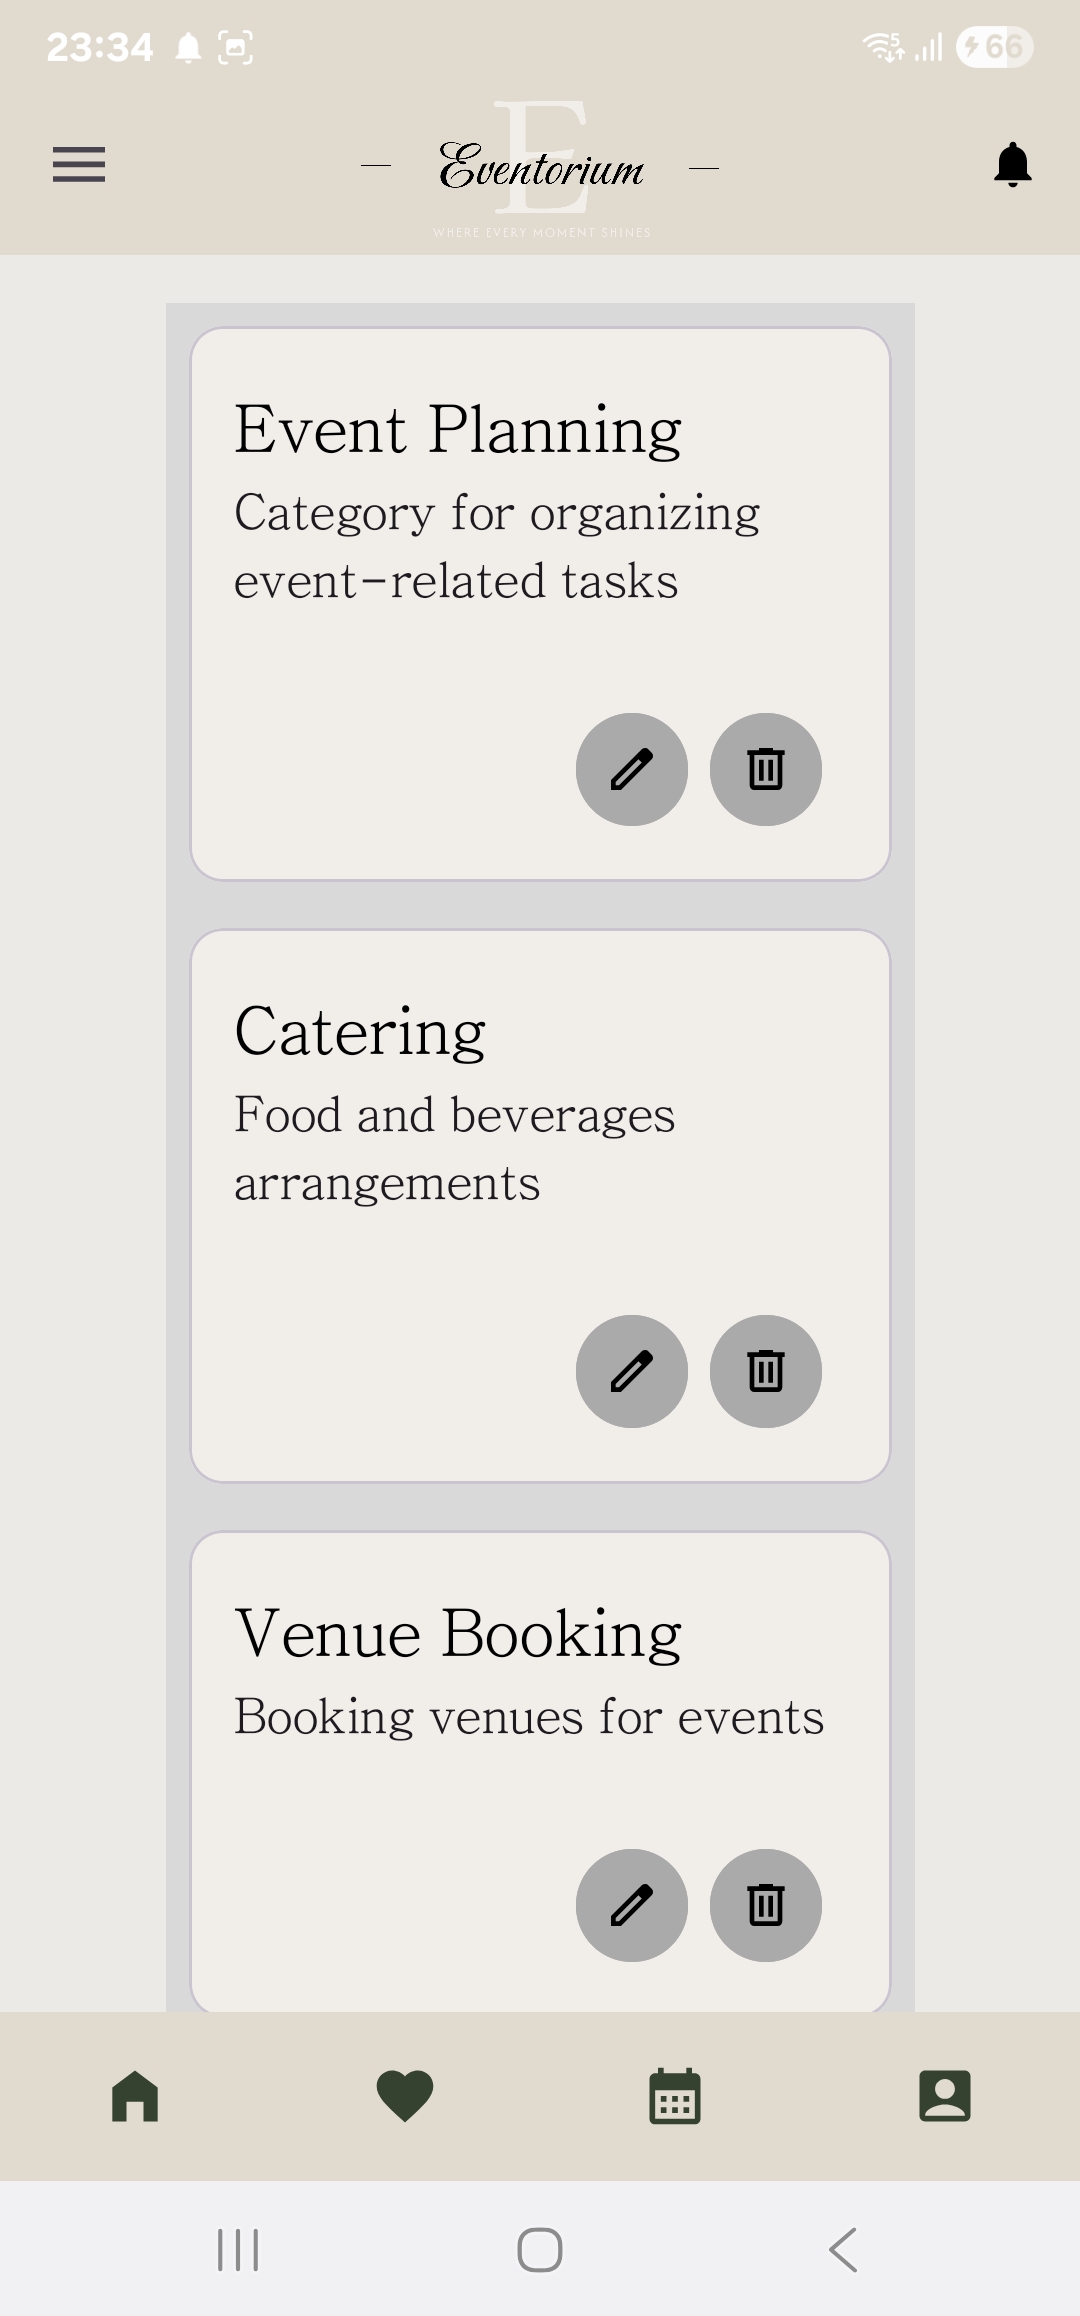 23:34
5
66
E
Eventorium
WHERE EVERY MOMENT SHINES
Event Planning
Category for organizing
event-related tasks
Catering
Food and beverages
arrangements
Venue Booking
Booking venues for events